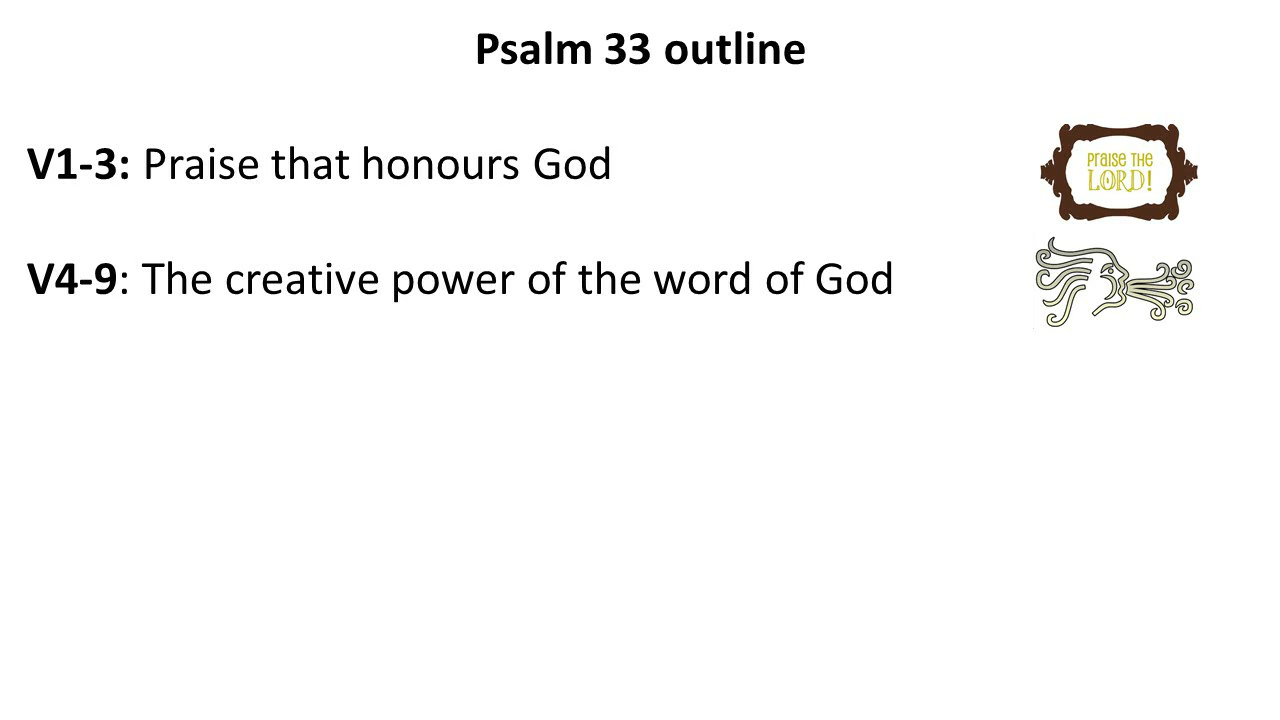 Psalm 33 outline
V1-3: Praise that honours God
PRAISE THE
LORD!
V4-9: The creative power of the word of God